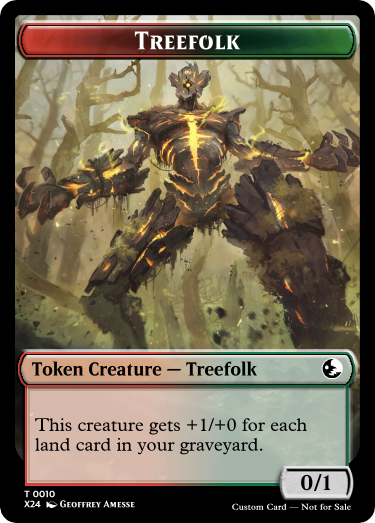 Treefolk
Token Creature — Treefolk
This creature gets +1/+0 for each
land card in your graveyard.
0/1
T 0010
X24 Geoffrey Amesse
Custom Card — Not for Sale